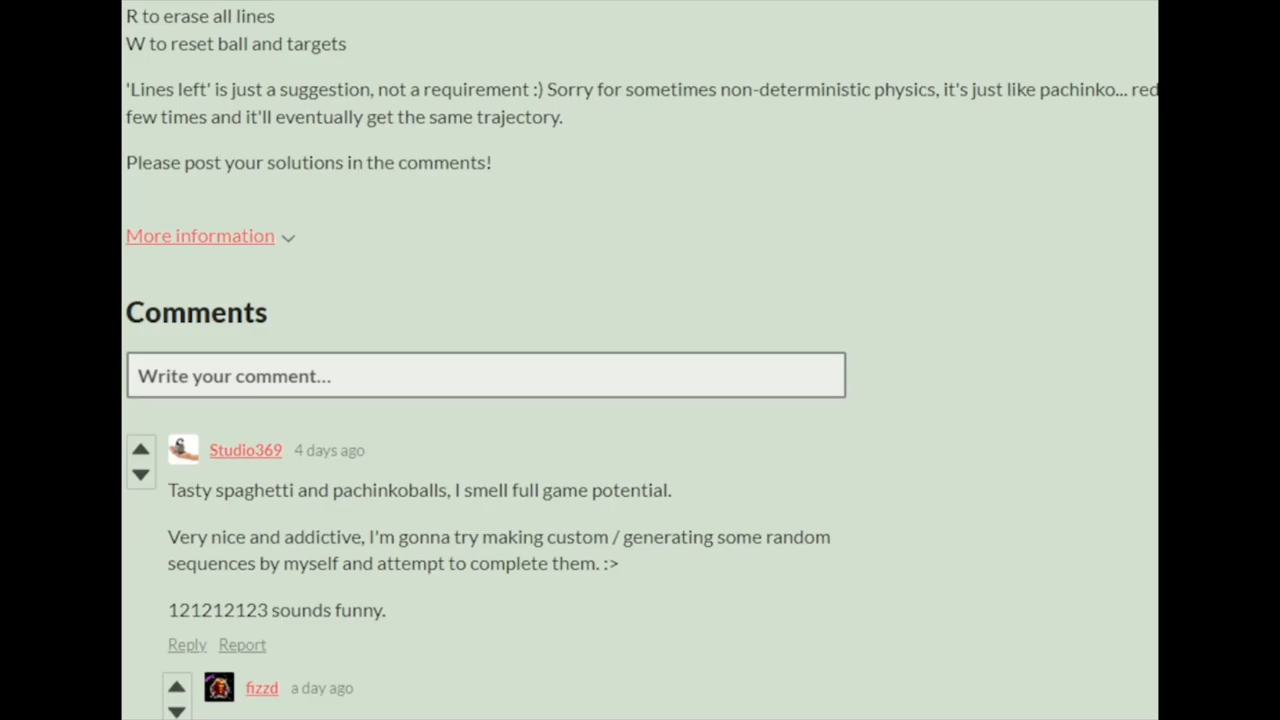 R to erase all lines
W to reset ball and targets
'Lines left' is just a suggestion, not a requirement :) Sorry for sometimes non-deterministic physics, it's just like pachinko... red
few times and it'll eventually get the same trajectory.
Please post your solutions in the comments!
More information
Comments
Write your comment...
Studio369 4 days ago
Tasty spaghetti and pachinkoballs, I smell full game potential.
Very nice and addictive, I'm gonna try making custom / generating some random
sequences by myself and attempt to complete them. :>
121212123 sounds funny.
Reply Report
fizzd a day ago